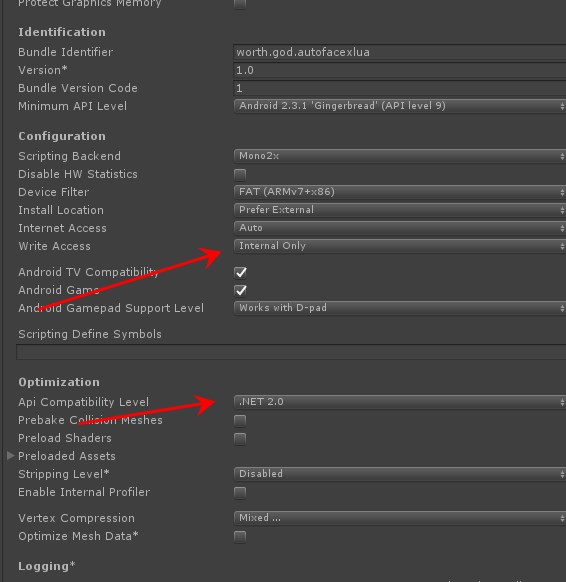 Protect Graphics Memory
Identification
Bundle Identifier worth.god.autofacexlua
Version* 1.0
Bundle Version Code 1
Minimum API Level Android 2.3.1 'Gingerbread' (API level 9)
Configuration
Scripting Backend Mono2x
Disable HW Statistics
Device Filter FAT (ARMv7+x86)
Install Location Prefer External
Internet Access Auto
Write Access Internal Only
Android TV Compatibility
Android Game
Android Gamepad Support Level Works with D-pad
Scripting Define Symbols
Optimization
Api Compatibility Level .NET 2.0
Prebake Collision Meshes
Preload Shaders
Preloaded Assets
Stripping Level* Disabled
Enable Internal Profiler
Vertex Compression Mixed ...
Optimize Mesh Data*
Logging*